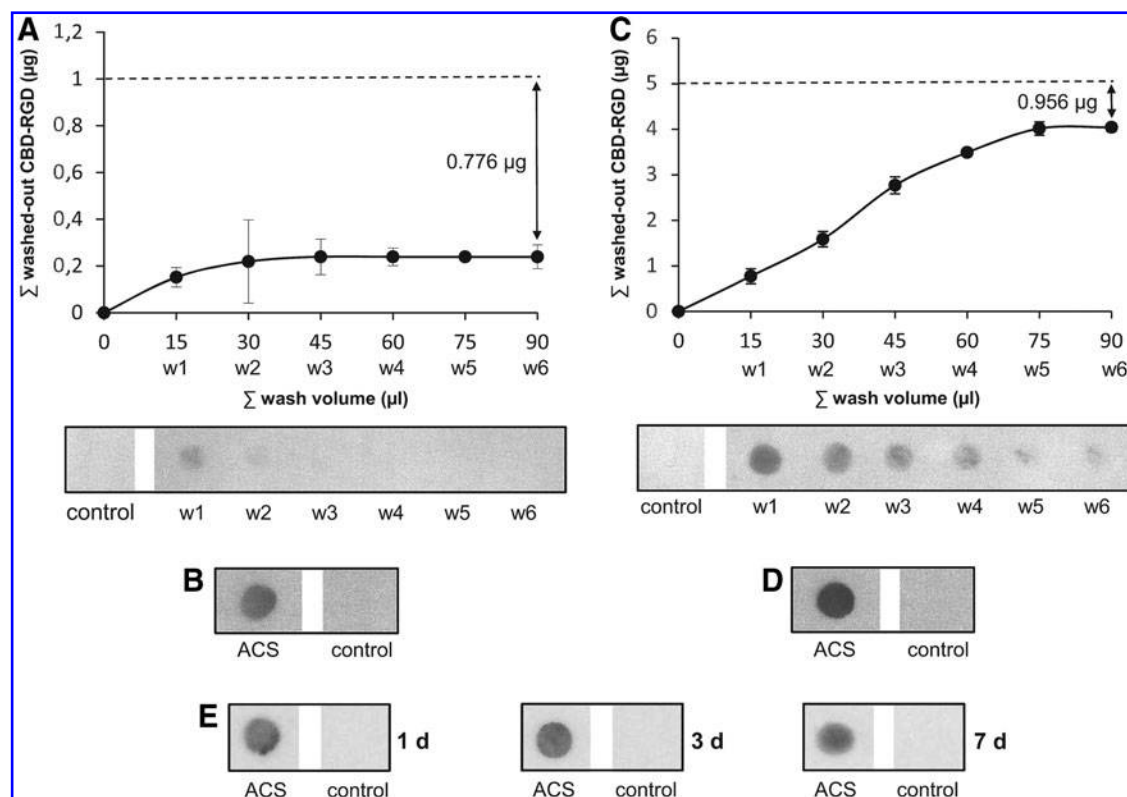 A
∑ washed-out CBD-RGD (µg)
1,2
1
0,8
0,6
0,4
0,2
0
0.776 µg
0 15 30 45 60 75 90
w1 w2 w3 w4 w5 w6
∑ wash volume (µl)
control w1 w2 w3 w4 w5 w6
C
∑ washed-out CBD-RGD (µg)
6
5
4
3
2
1
0
0.956 µg
0 15 30 45 60 75 90
w1 w2 w3 w4 w5 w6
∑ wash volume (µl)
control w1 w2 w3 w4 w5 w6
B
ACS control
D
ACS control
E
1 d
ACS control
3 d
ACS control
7 d
ACS control